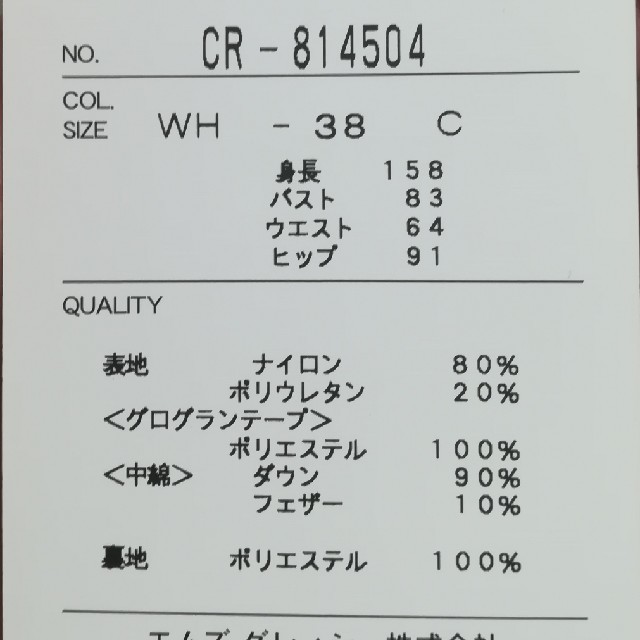 NO. CR-814504
COL.
SIZE WH - 38 C
身長 158
バスト 83
ウエスト 64
ヒップ 91
QUALITY
表地 ナイロン 80%
ポリウレタン 20%
<グログランテープ>
ポリエステル 100%
<中綿> ダウン 90%
フェザー 10%
裏地 ポリエステル 100%